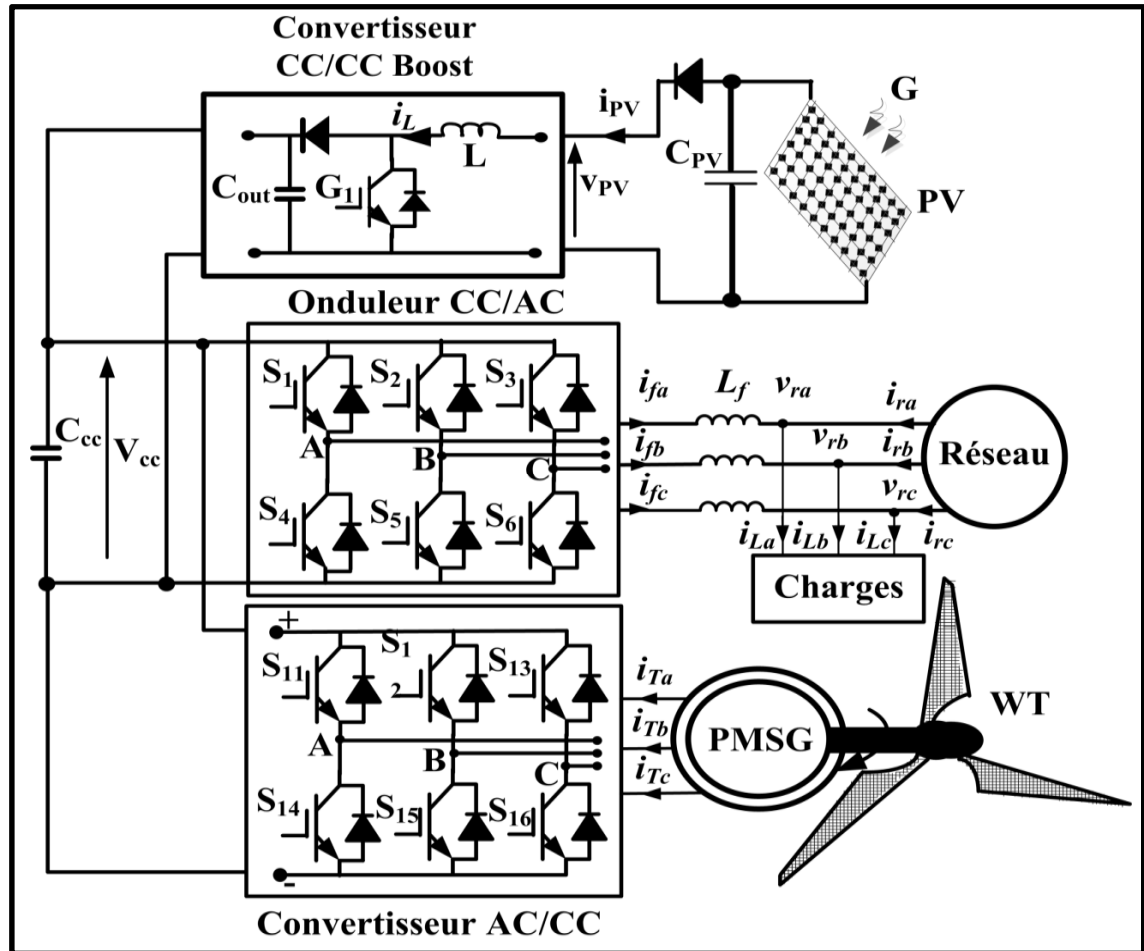 Convertisseur
CC/CC Boost
G
iPV
iL
L
CPV
Cout
G1
vPV
PV
Onduleur CC/AC
S1
S2
S3
ifa
Lf
vra
ira
Ccc
Vcc
A
B
C
ifb
vrb
irb
Réseau
ifc
vrc
S4
S5
S6
iLa
iLb
iLc
irc
Charges
+
S11
S1
2
S13
iTa
WT
A
B
C
iTb
PMSG
iTc
S14
S15
S16
-
Convertisseur AC/CC